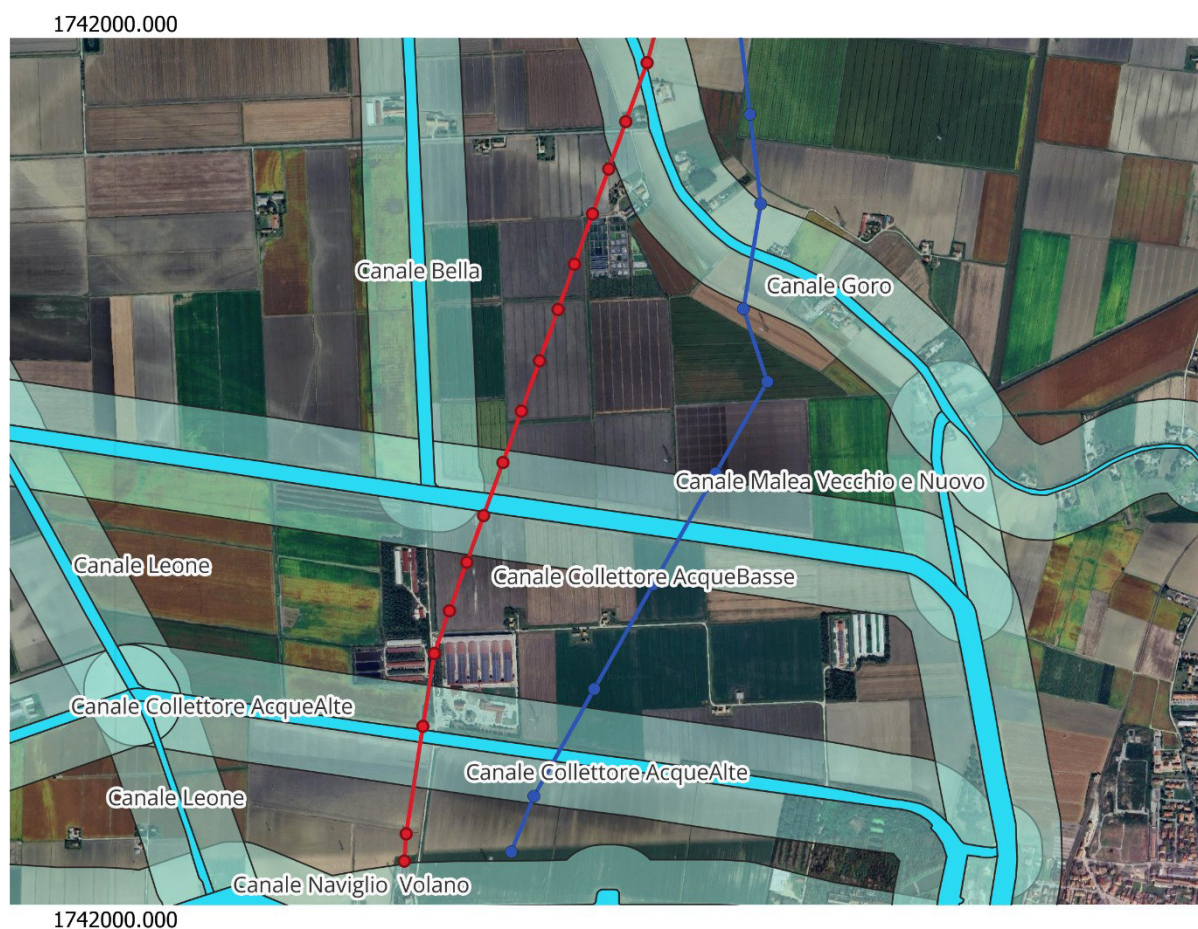 1742000.000
Canale Bella
Canale Goro
Canale Malea Vecchio e Nuovo
Canale Leone
Canale Collettore AcqueBasse
Canale Collettore AcqueAlte
Canale Collettore AcqueAlte
Canale Leone
Canale Naviglio Volano
1742000.000